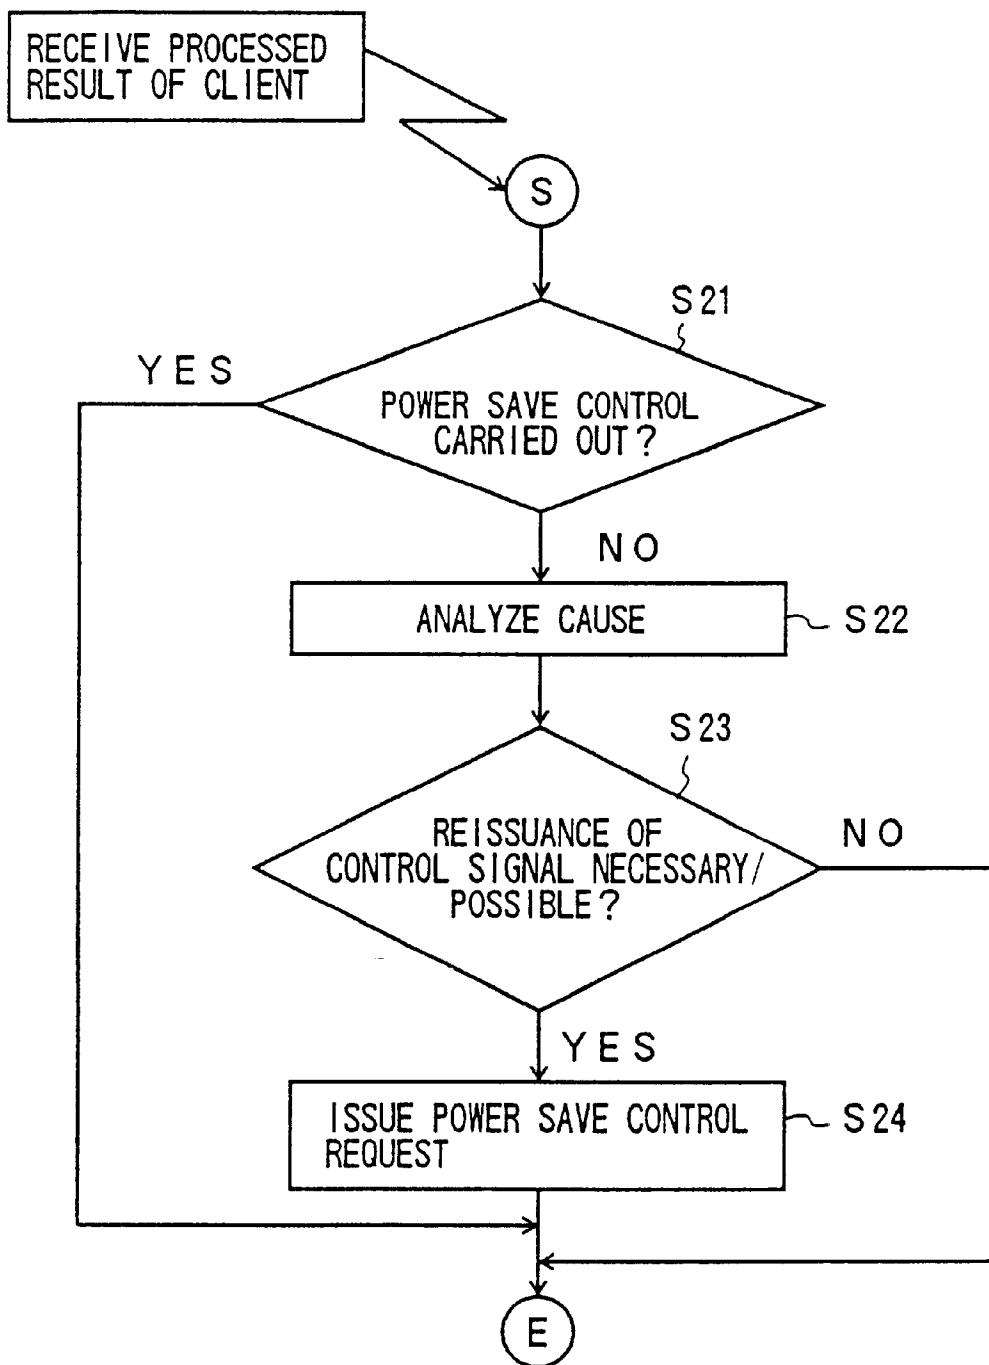 RECEIVE PROCESSED
RESULT OF CLIENT
S
S21
YES
POWER SAVE CONTROL
CARRIED OUT?
NO
ANALYZE CAUSE
S22
S23
REISSUANCE OF
CONTROL SIGNAL NECESSARY/
POSSIBLE?
NO
YES
ISSUE POWER SAVE CONTROL
REQUEST
S24
E